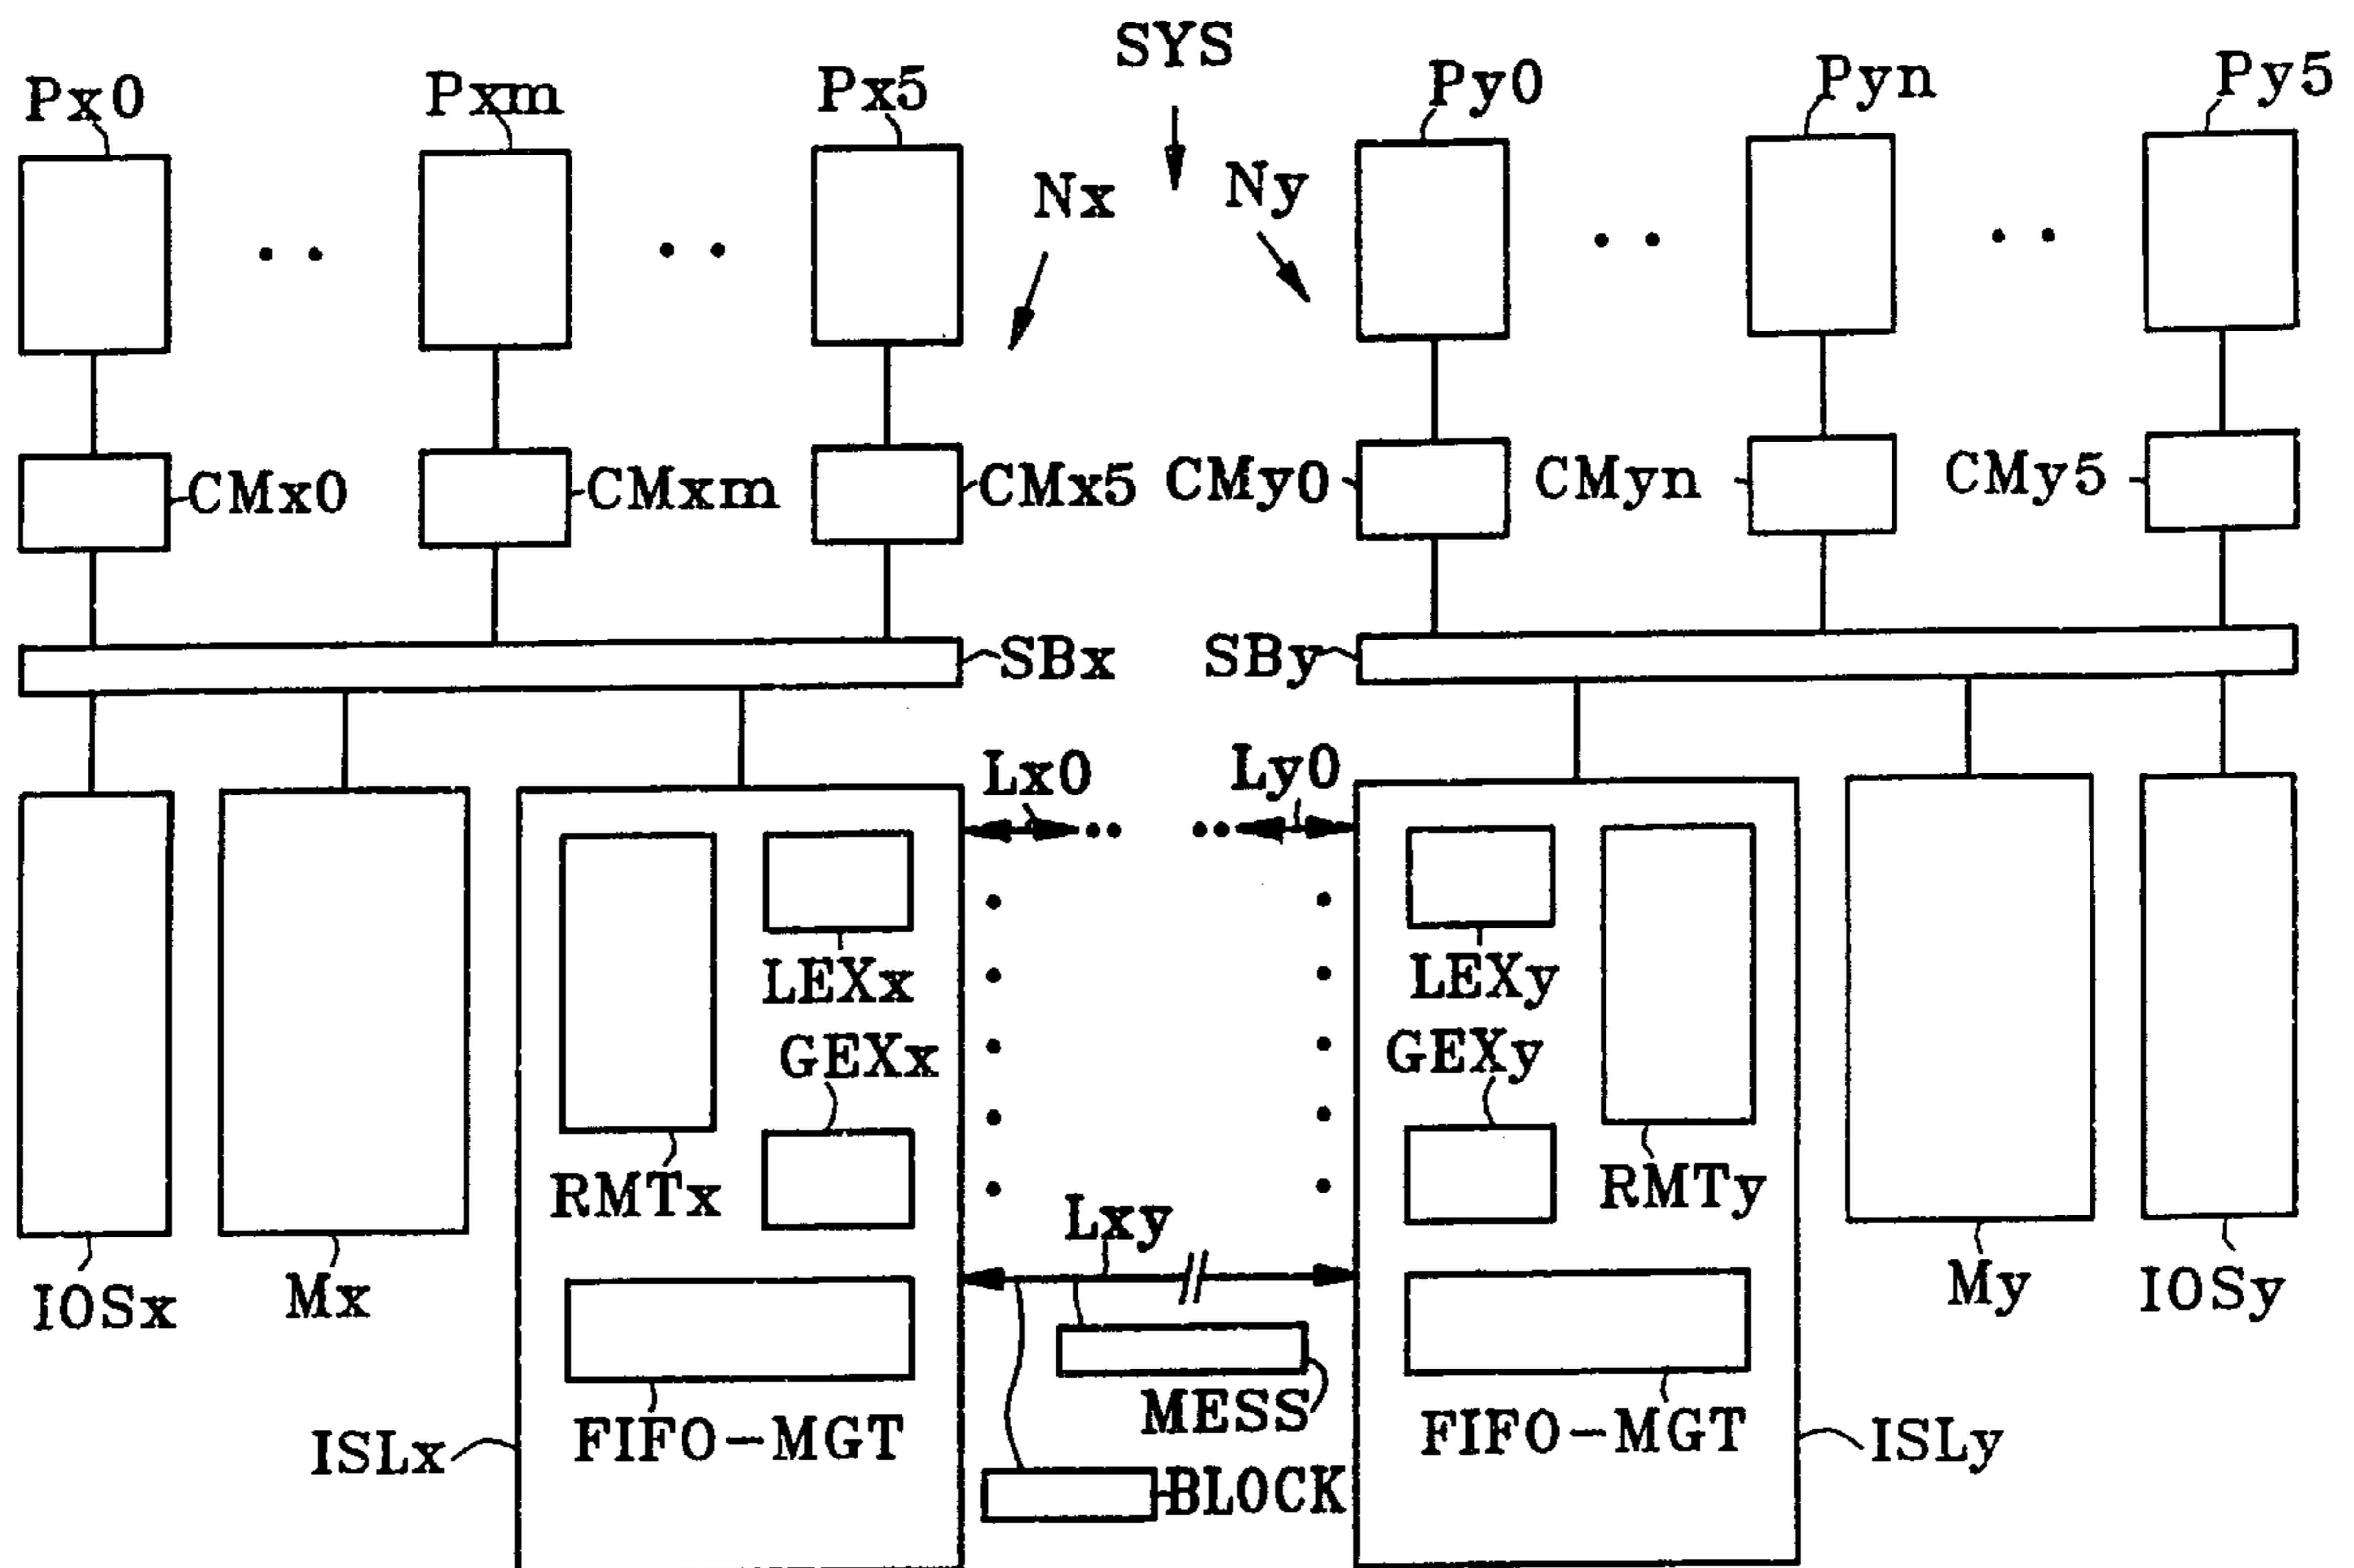 SYS
Px0 Pxm Px5 Py0 Pyn Py5
Nx Ny
CMx0 CMxm CMx5 CMy0 CMyn CMy5
SBx SBy
Lx0 Ly0
LEXx LEXy
GEXx GEXy
RMTx RMTy
Lxy
IOSx Mx My IOSy
MESS
FIFO-MGT FIFO-MGT
ISLx ISLy
BLOCK